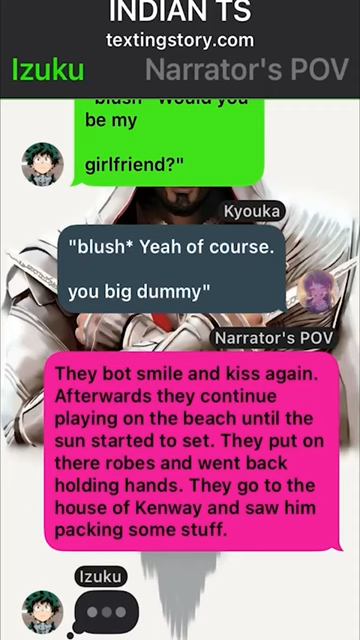 INDIAN TS
textingstory.com
Izuku Narrator's POV
"blush* Would you
be my
girlfriend?"
Kyouka
"blush* Yeah of course.
you big dummy"
Narrator's POV
They bot smile and kiss again.
Afterwards they continue
playing on the beach until the
sun started to set. They put on
there robes and went back
holding hands. They go to the
house of Kenway and saw him
packing some stuff.
Izuku